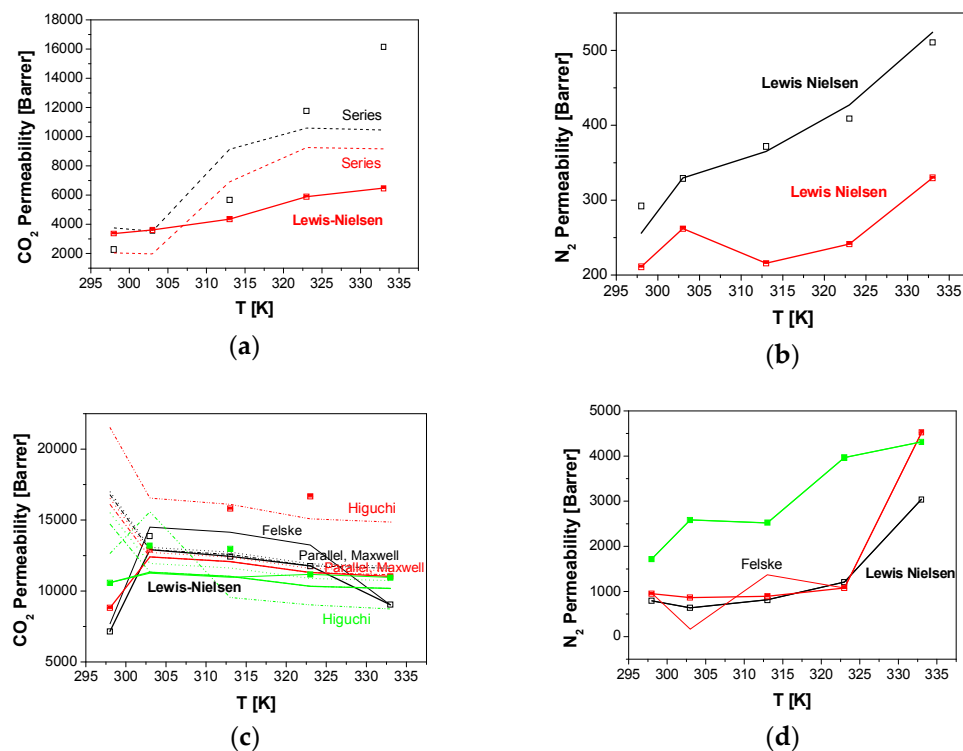 18000
16000
14000
12000
10000
8000
6000
4000
2000
CO2 Permeability [Barrer]
Series
Series
Lewis-Nielsen
295 300 305 310 315 320 325 330 335
T [K]
(a)
500
400
300
200
N2 Permeability [Barrer]
Lewis Nielsen
Lewis Nielsen
295 300 305 310 315 320 325 330 335
T [K]
(b)
20000
15000
10000
5000
CO2 Permeability [Barrer]
Higuchi
Felske
Parallel, Maxwell
Parallel, Maxwell
Lewis-Nielsen
Higuchi
295 300 305 310 315 320 325 330 335
T [K]
(c)
5000
4000
3000
2000
1000
0
N2 Permeability [Barrer]
Felske
Lewis Nielsen
295 300 305 310 315 320 325 330 335
T [K]
(d)